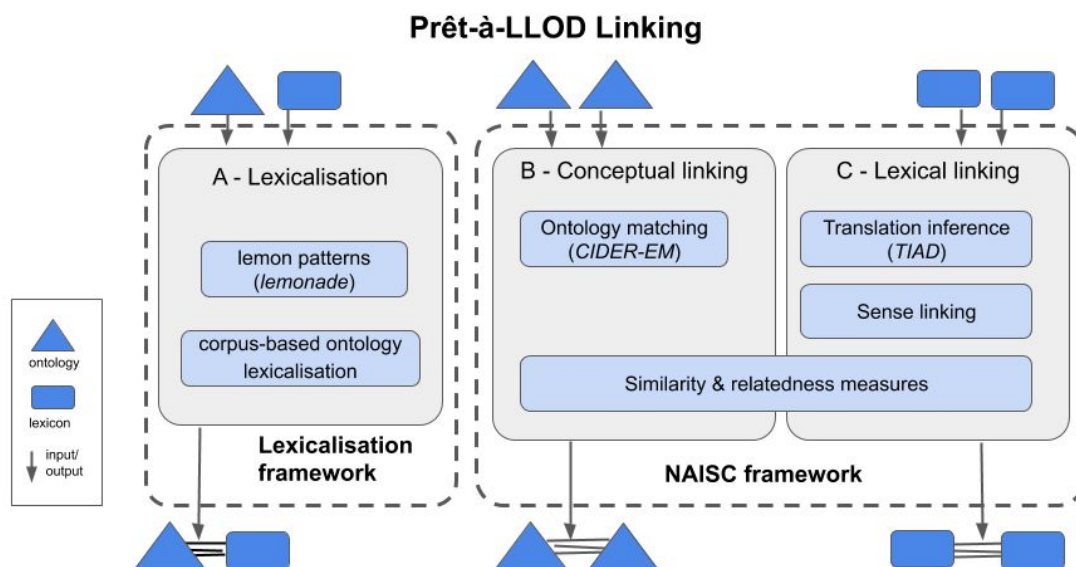 Prêt-à-LLOD Linking
A - Lexicalisation
lemon patterns
(lemonade)
corpus-based ontology
lexicalisation
Lexicalisation
framework
B - Conceptual linking
Ontology matching
(CIDER-EM)
C - Lexical linking
Translation inference
(TIAD)
Sense linking
Similarity & relatedness measures
NAISC framework
ontology
lexicon
input/
output